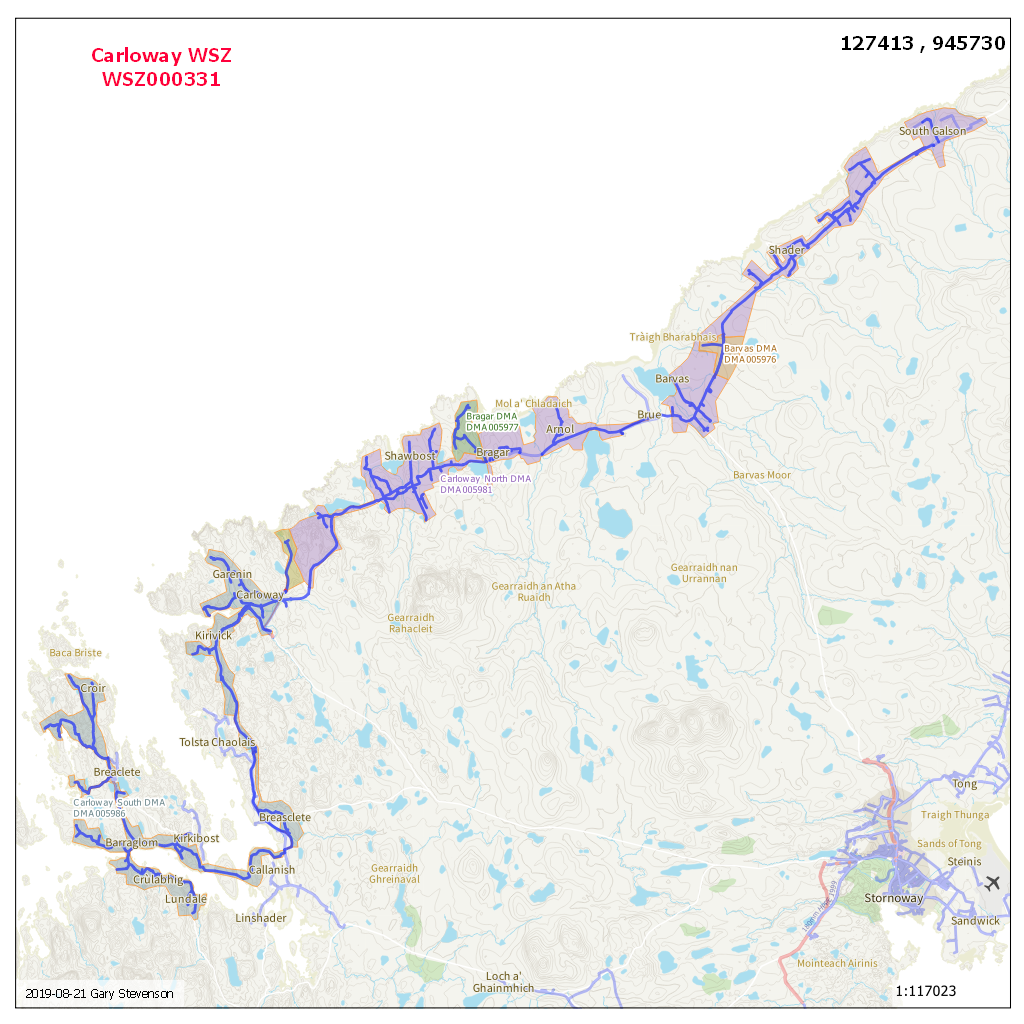 Carloway WSZ
WSZ000331
127413 , 945730
South Galson
Shader
Tràigh Bharabhais
Barvas DMA
DMA005976
Barvas
Mol a' Chladaich
Bragar DMA
DMA005977
Brue
Arnol
Bragar
Shawbost
Carloway North DMA
DMA005981
Barvas Moor
Garenin
Carloway
Gearraidh nan
Urrannan
Gearraidh an Atha
Ruaidh
Gearraidh
Rahacleit
Kirivick
Baca Briste
Croir
Tolsta Chaolais
Breaclete
Tong
Carloway South DMA
DMA005986
Breasclete
Traigh Thunga
Kirkibost
Barraglom
Sands of Tong
Steinis
Callanish
Gearraidh
Ghreinaval
Crùlabhig
Lundale
Stornoway
Linshader
Sandwick
Mointeach Airinis
Loch a'
Ghainmhich
2019-08-21 Gary Stevenson
1:117023